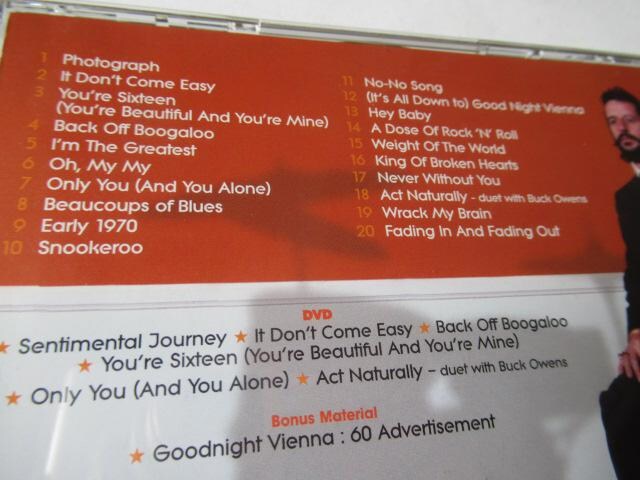 1 Photograph
2 It Don't Come Easy
3 You're Sixteen
(You're Beautiful And You're Mine)
4 Back Off Boogaloo
5 I'm The Greatest
6 Oh, My My
7 Only You (And You Alone)
8 Beaucoups of Blues
9 Early 1970
10 Snookeroo
11 No-No Song
12 (It's All Down to) Good Night Vienna
13 Hey Baby
14 A Dose Of Rock 'N' Roll
15 Weight Of The World
16 King Of Broken Hearts
17 Never Without You
18 Act Naturally - duet with Buck Owens
19 Wrack My Brain
20 Fading In And Fading Out
DVD
★ Sentimental Journey ★ It Don't Come Easy ★ Back Off Boogaloo
★ You're Sixteen (You're Beautiful And You're Mine)
★ Only You (And You Alone) ★ Act Naturally – duet with Buck Owens
Bonus Material
★ Goodnight Vienna : 60 Advertisement